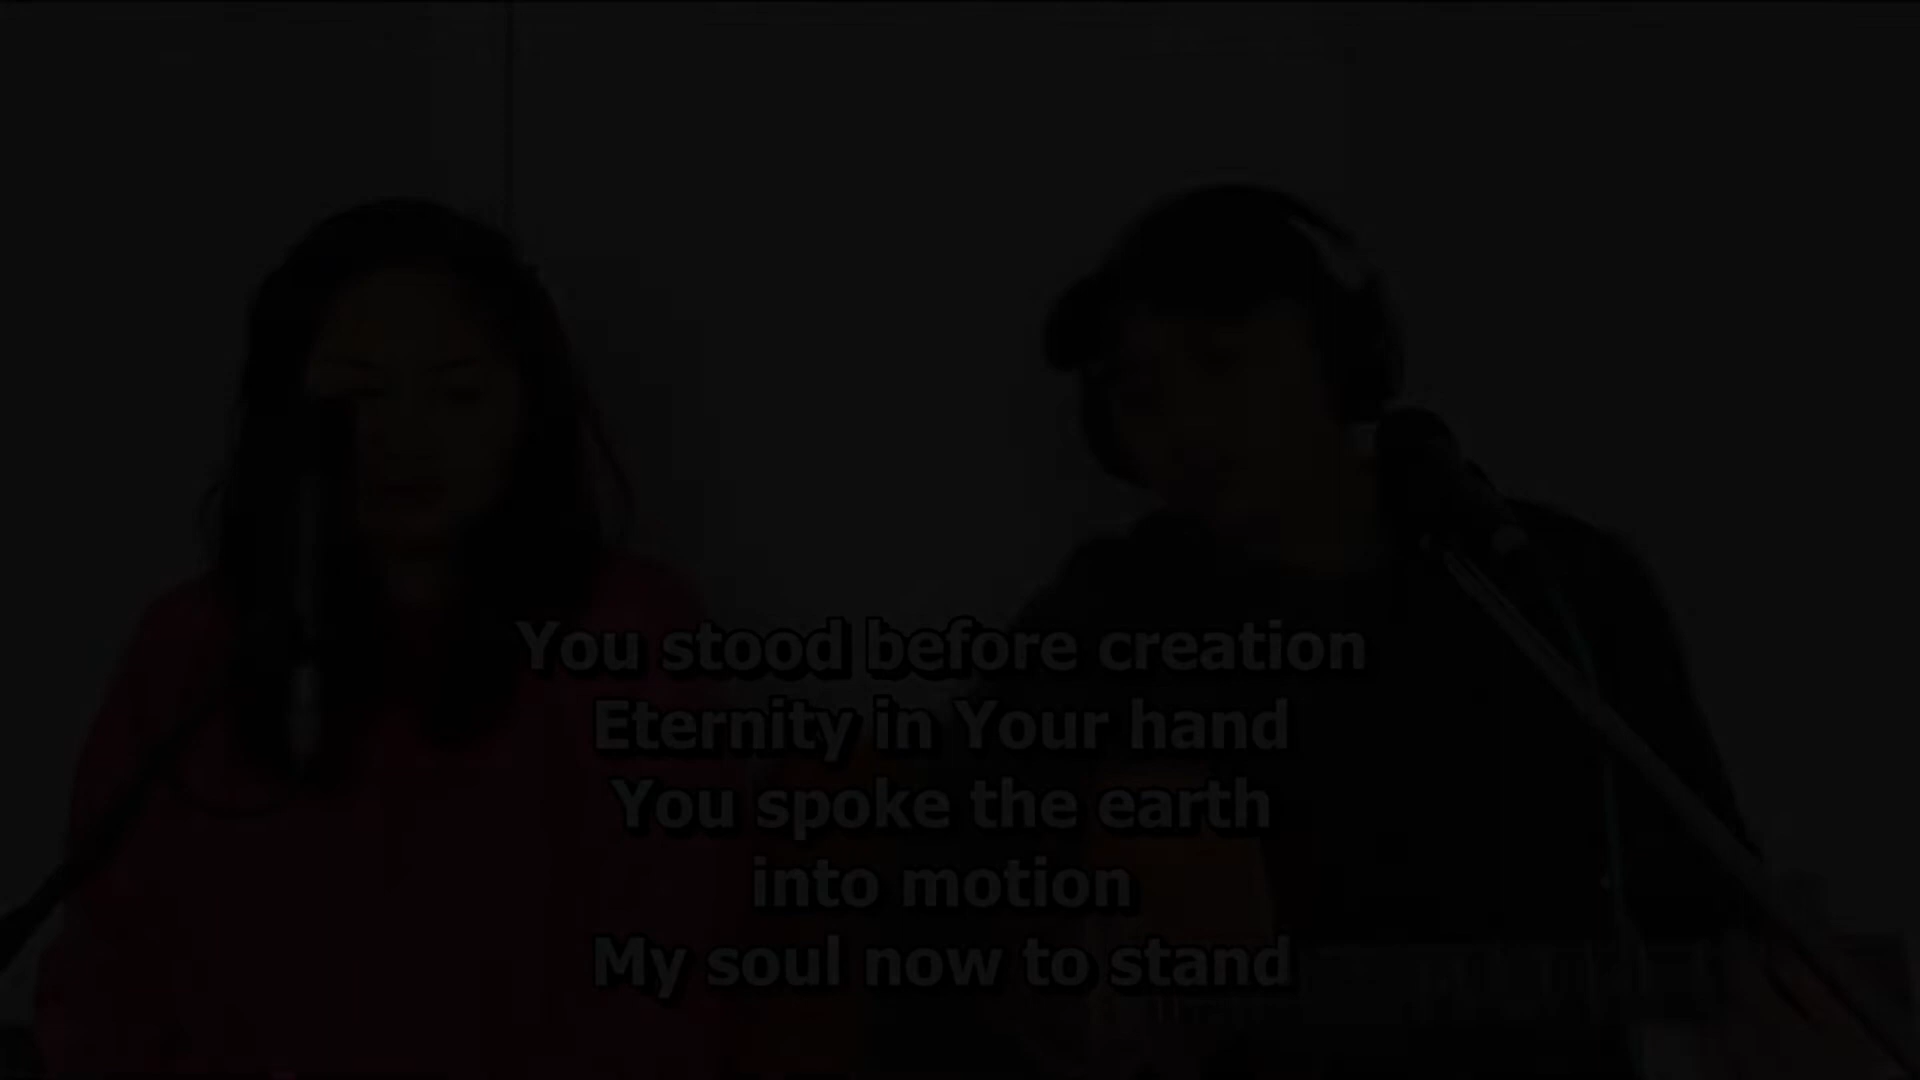 You stood before creation
Eternity in Your hand
You spoke the earth
into motion
My soul now to stand